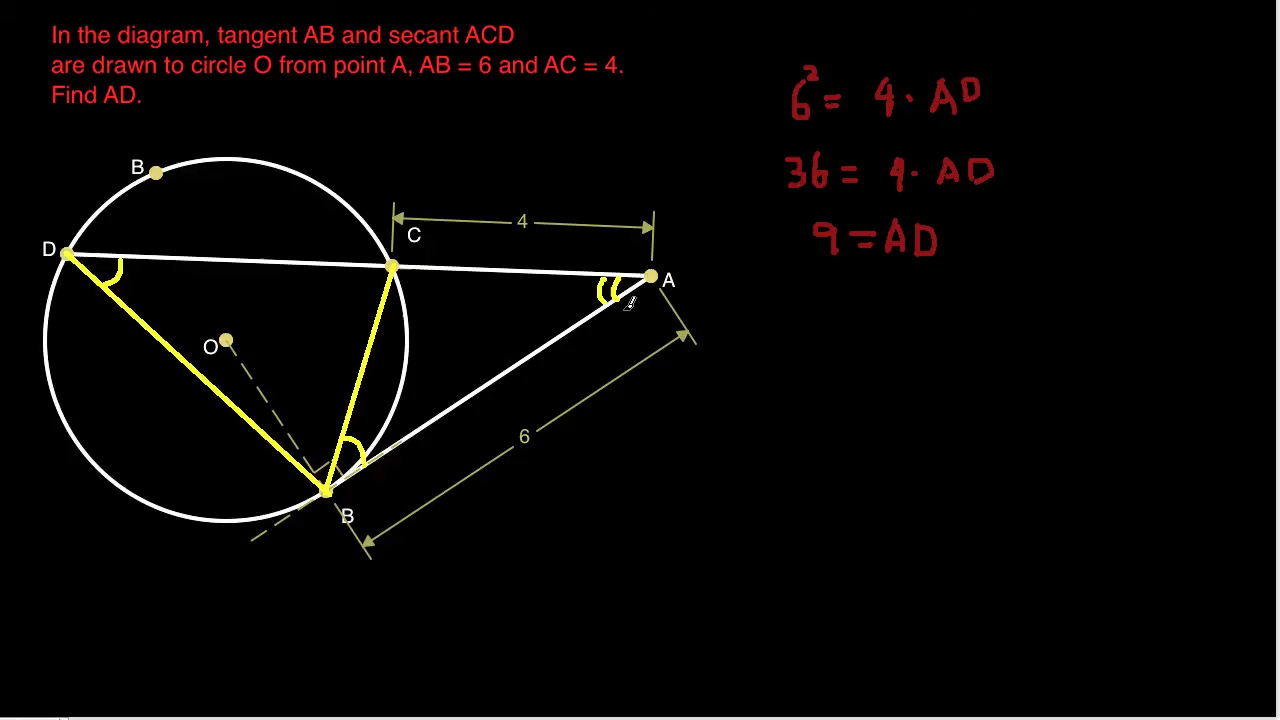 In the diagram, tangent AB and secant ACD
are drawn to circle O from point A, AB = 6 and AC = 4.
Find AD.
6² = 4 · AD
36 = 4 · AD
9 = AD
B
4
C
D
A
O
6
B